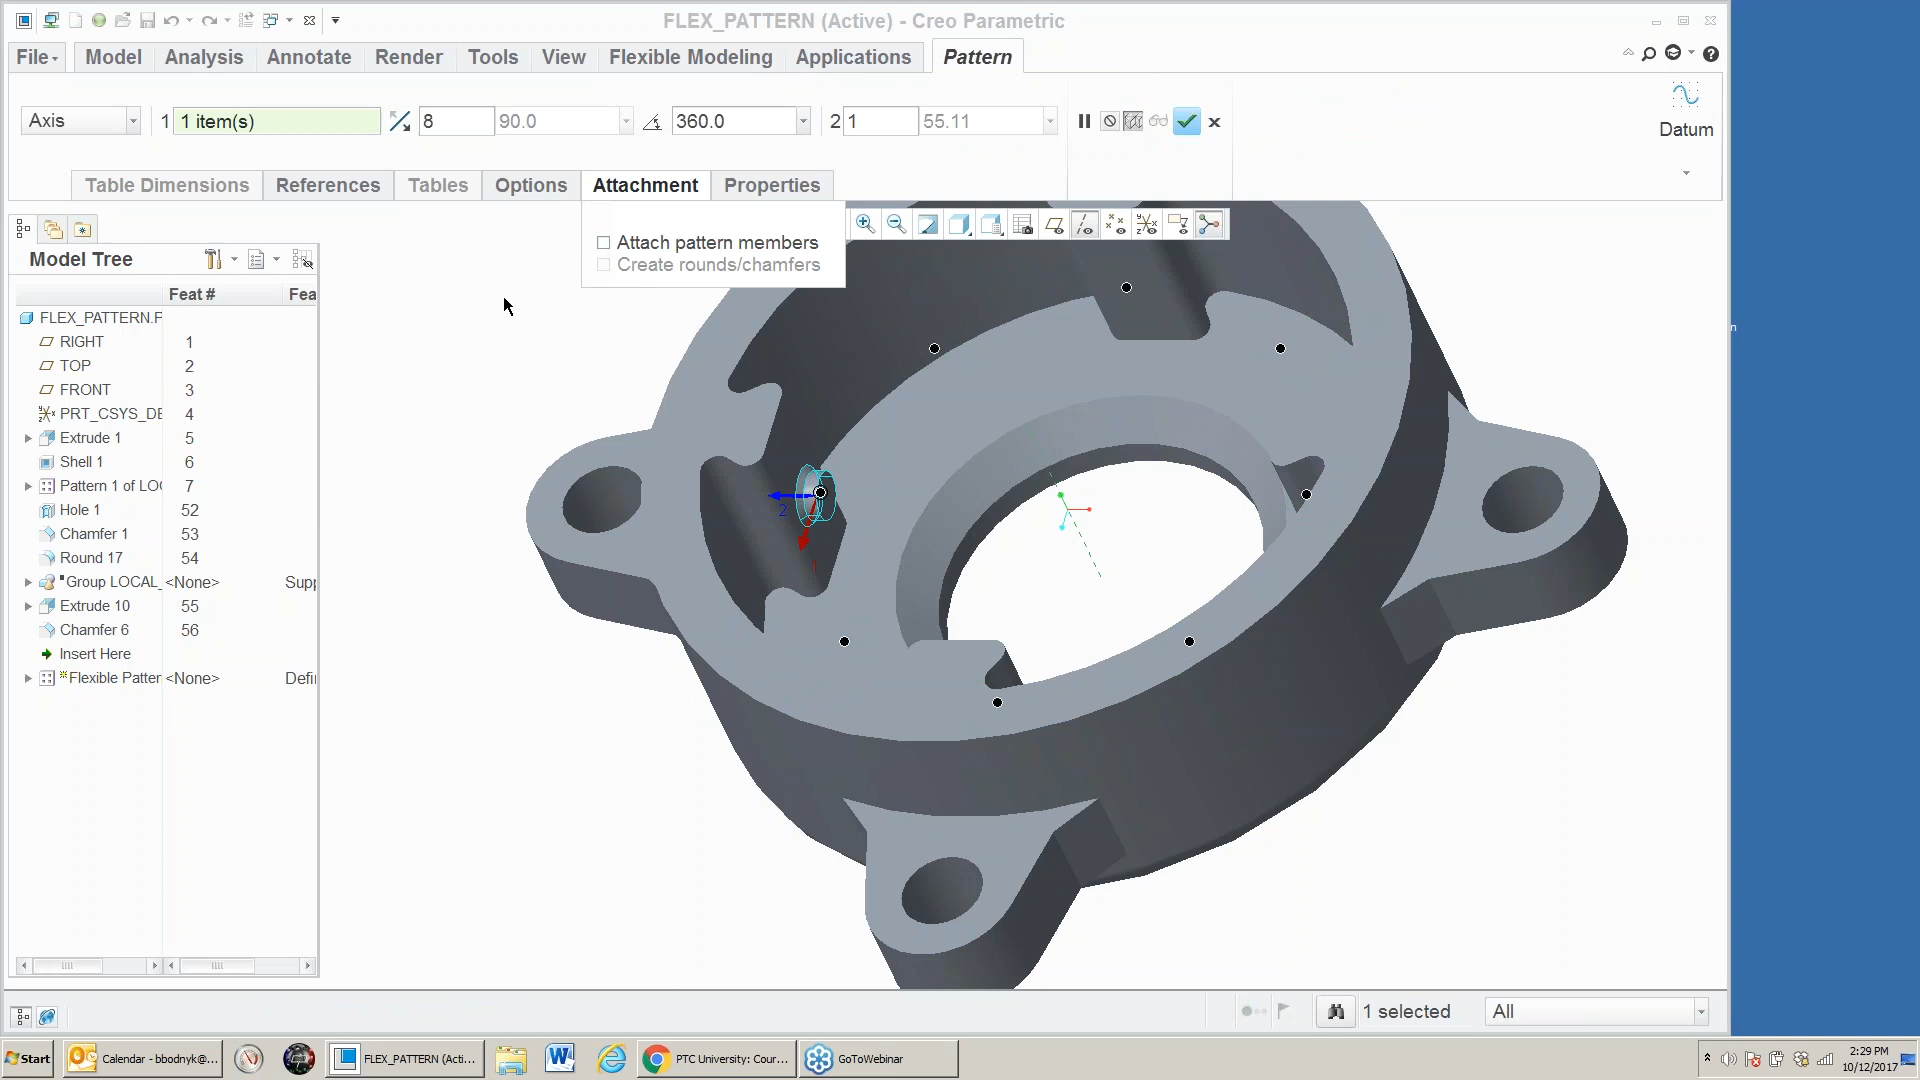 FLEX_PATTERN (Active) - Creo Parametric
File
Model
Analysis
Annotate
Render
Tools
View
Flexible Modeling
Applications
Pattern
Axis
1
1 item(s)
8
90.0
360.0
2
1
55.11
Datum
Table Dimensions
References
Tables
Options
Attachment
Properties
Attach pattern members
Create rounds/chamfers
Model Tree
Feat #
Fea
FLEX_PATTERN.P
RIGHT 1
TOP 2
FRONT 3
PRT_CSYS_DE 4
Extrude 1 5
Shell 1 6
Pattern 1 of LOC 7
Hole 1 52
Chamfer 1 53
Round 17 54
Group LOCAL_ <None> Supp
Extrude 10 55
Chamfer 6 56
Insert Here
Flexible Patter <None> Defi
2
1
n
1 selected
All
Start
Calendar - bbodnyk@...
FLEX_PATTERN (Acti...
PTC University: Cour...
GoToWebinar
2:29 PM
10/12/2017